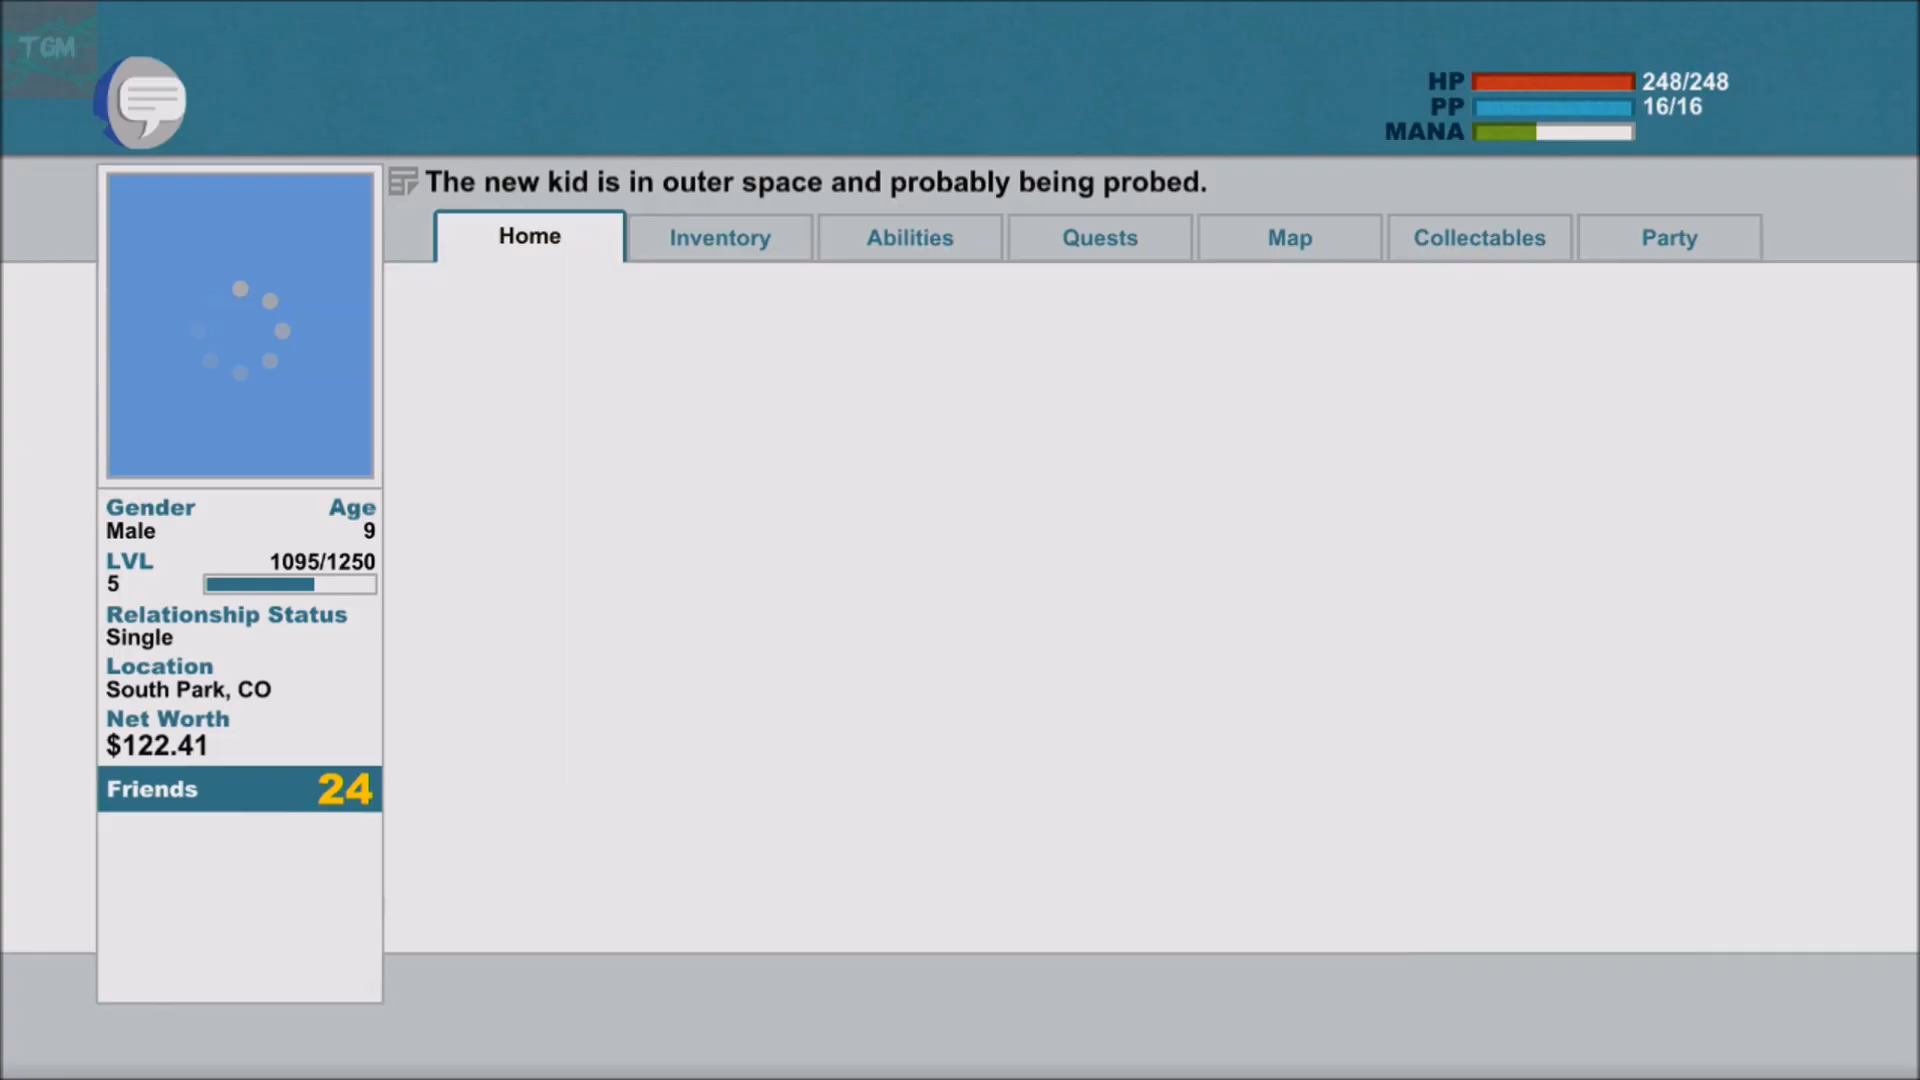 TGM
HP 248/248
PP 16/16
MANA
The new kid is in outer space and probably being probed.
Home Inventory Abilities Quests Map Collectables Party
Gender Age
Male 9
LVL 1095/1250
5
Relationship Status
Single
Location
South Park, CO
Net Worth
$122.41
Friends 24